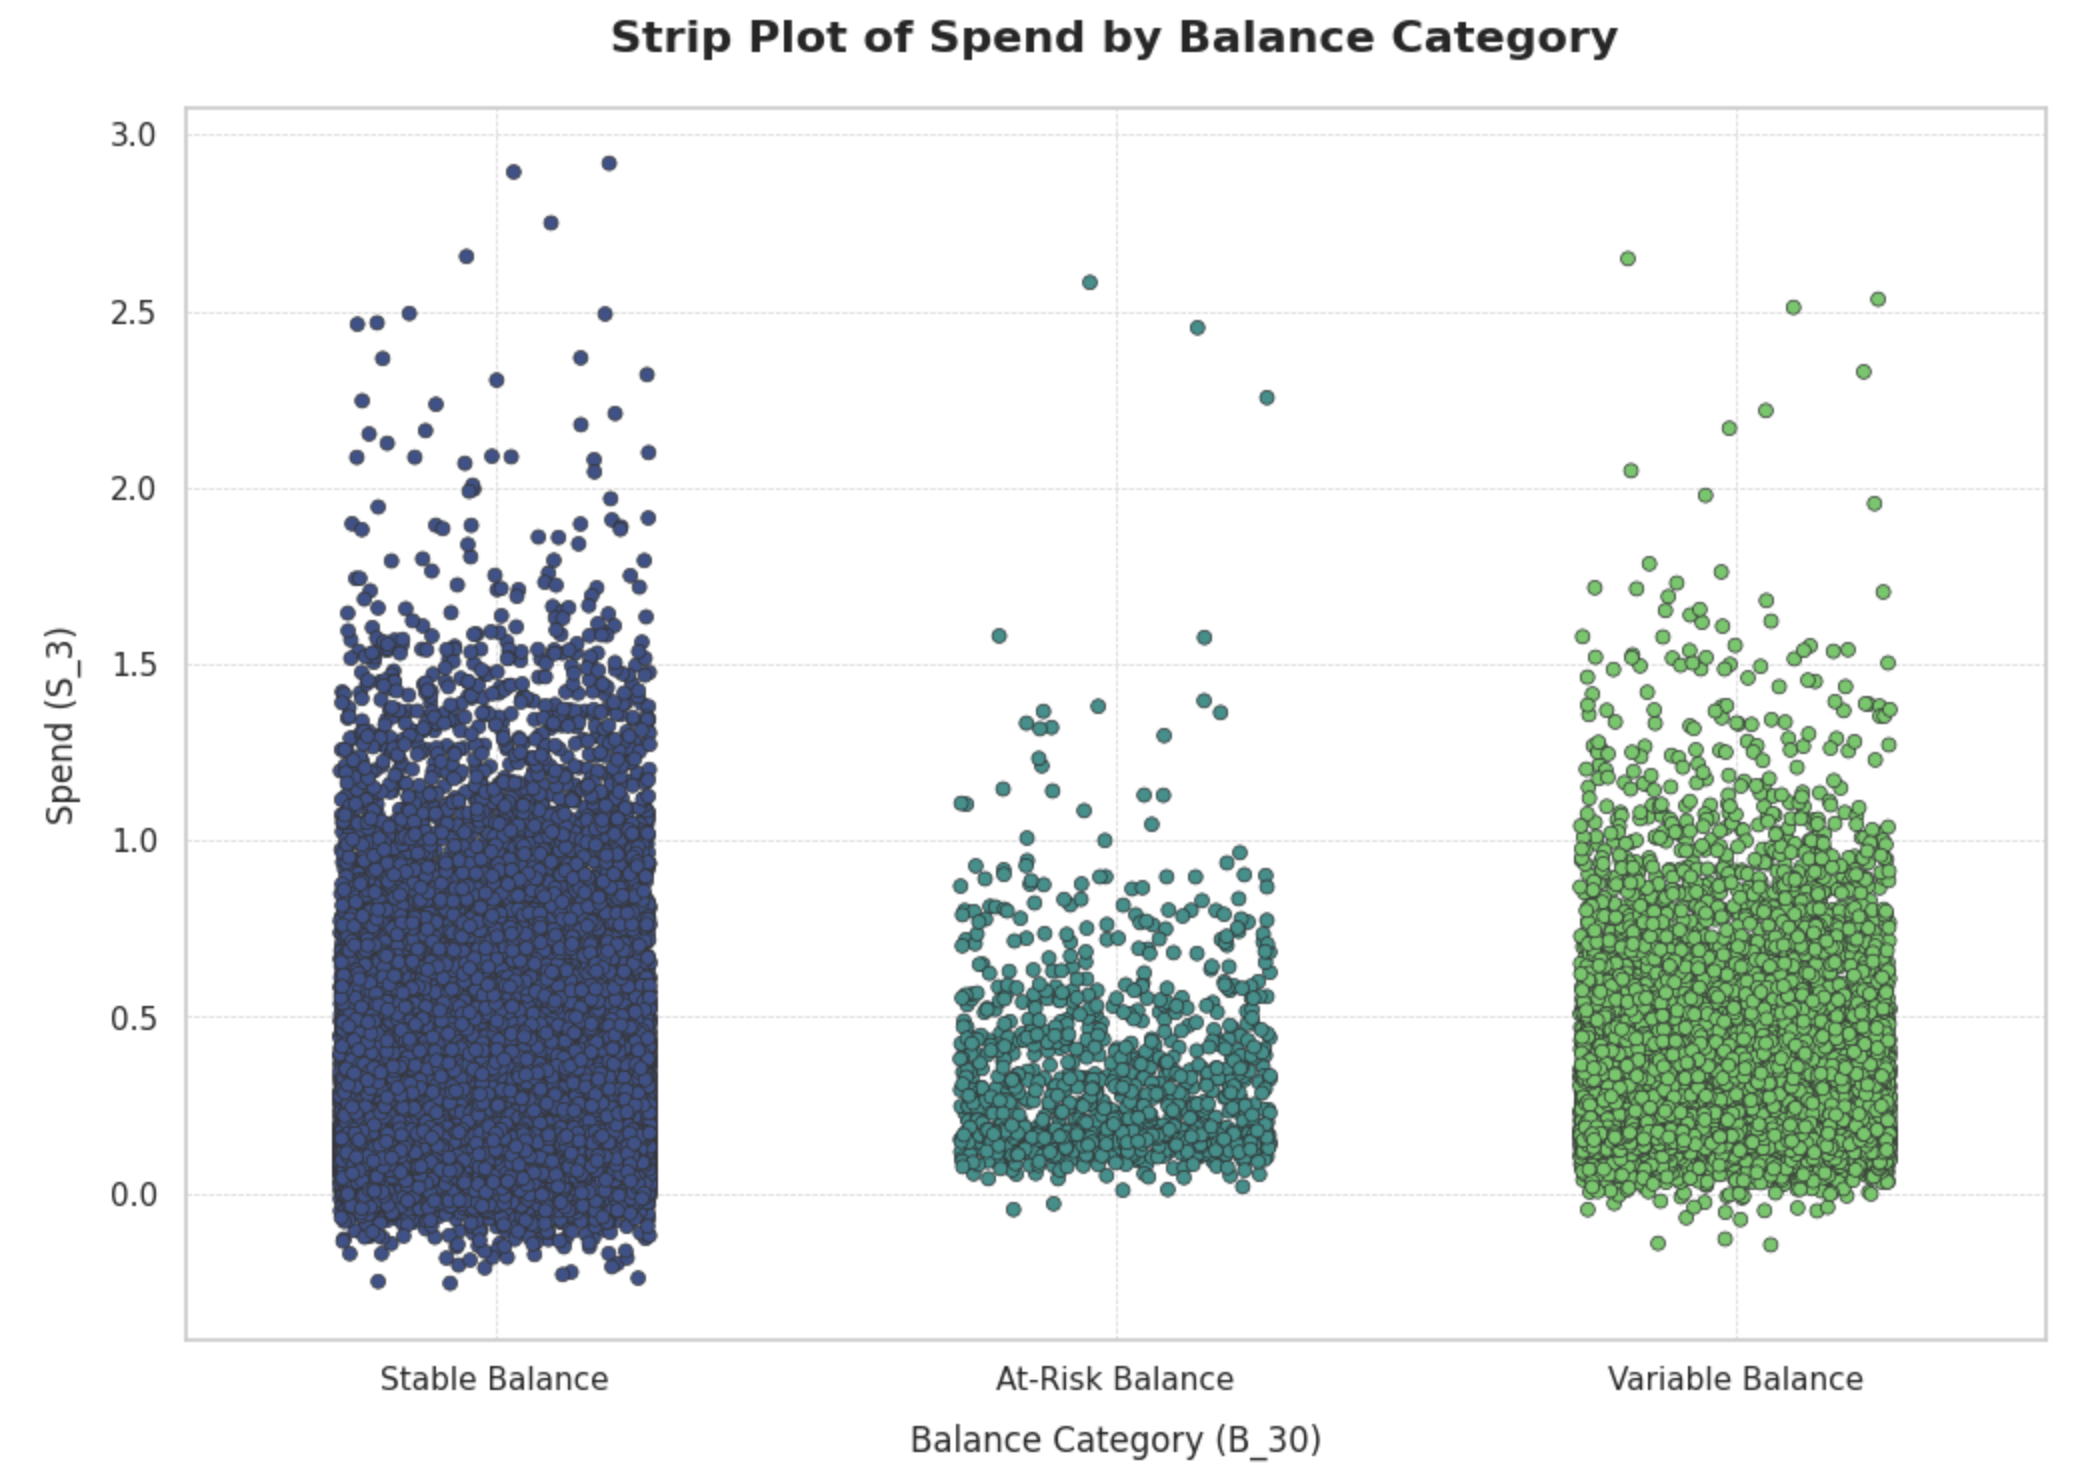 Strip Plot of Spend by Balance Category
3.0
2.5
2.0
1.5
1.0
0.5
0.0
Spend (S_3)
Stable Balance
At-Risk Balance
Variable Balance
Balance Category (B_30)